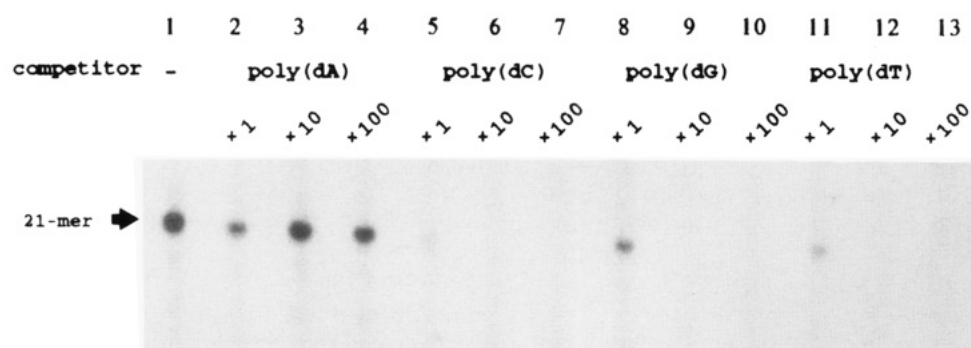 1 2 3 4 5 6 7 8 9 10 11 12 13
competitor - poly(dA) poly(dC) poly(dG) poly(dT)
+1 +10 +100 +1 +10 +100 +1 +10 +100 +1 +10 +100
21-mer